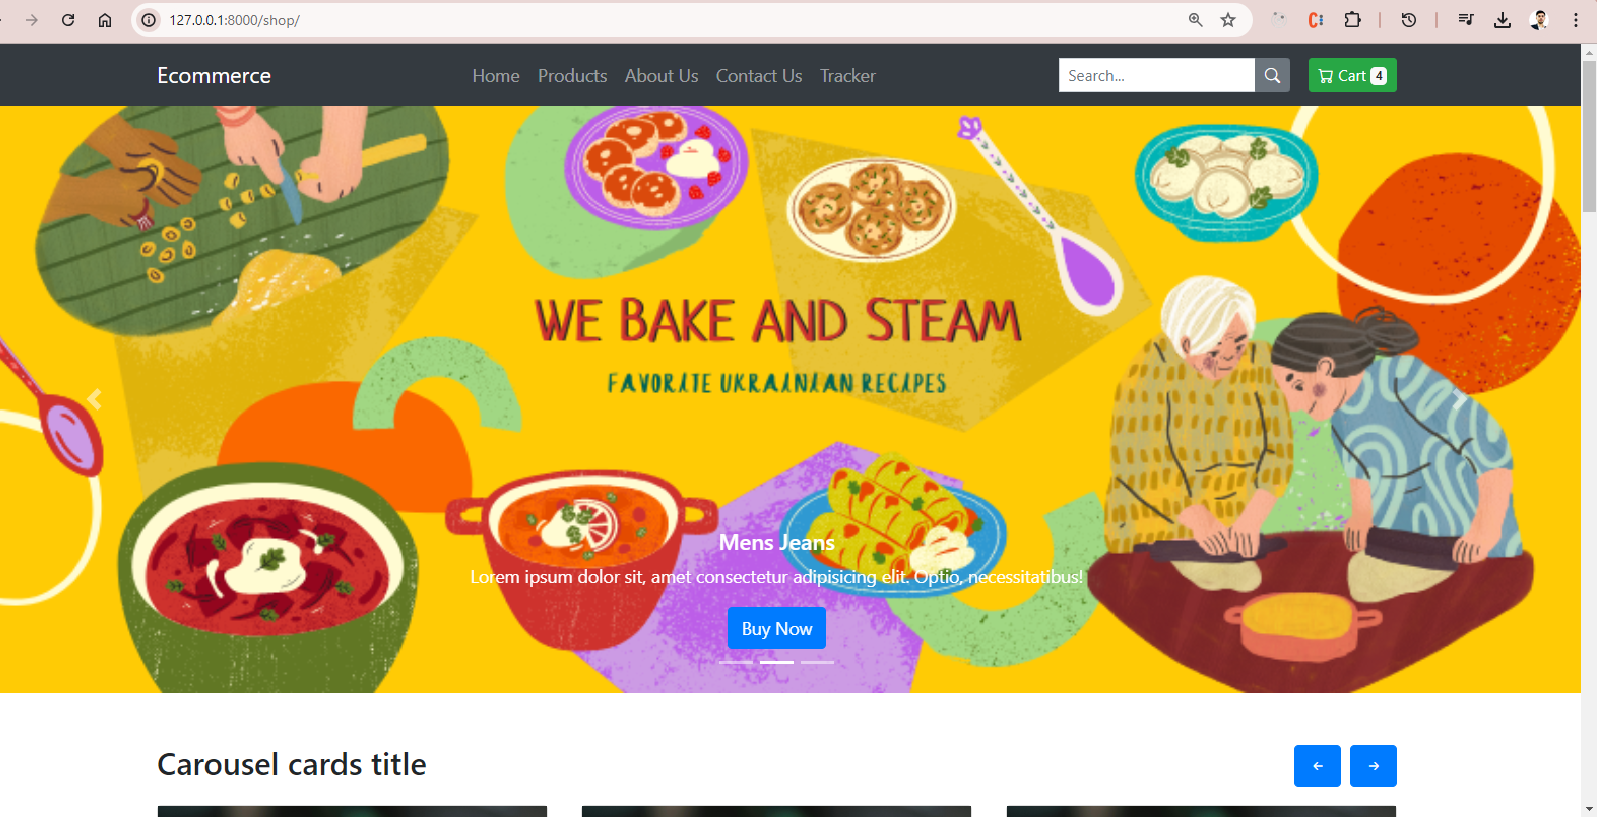 127.0.0.1:8000/shop/
Ecommerce
Home Products About Us Contact Us Tracker
Search...
Cart 4
WE BAKE AND STEAM
FAVORITE UKRAINIAN RECIPES
Mens Jeans
Lorem ipsum dolor sit, amet consectetur adipisicing elit. Optio, necessitatibus!
Buy Now
Carousel cards title